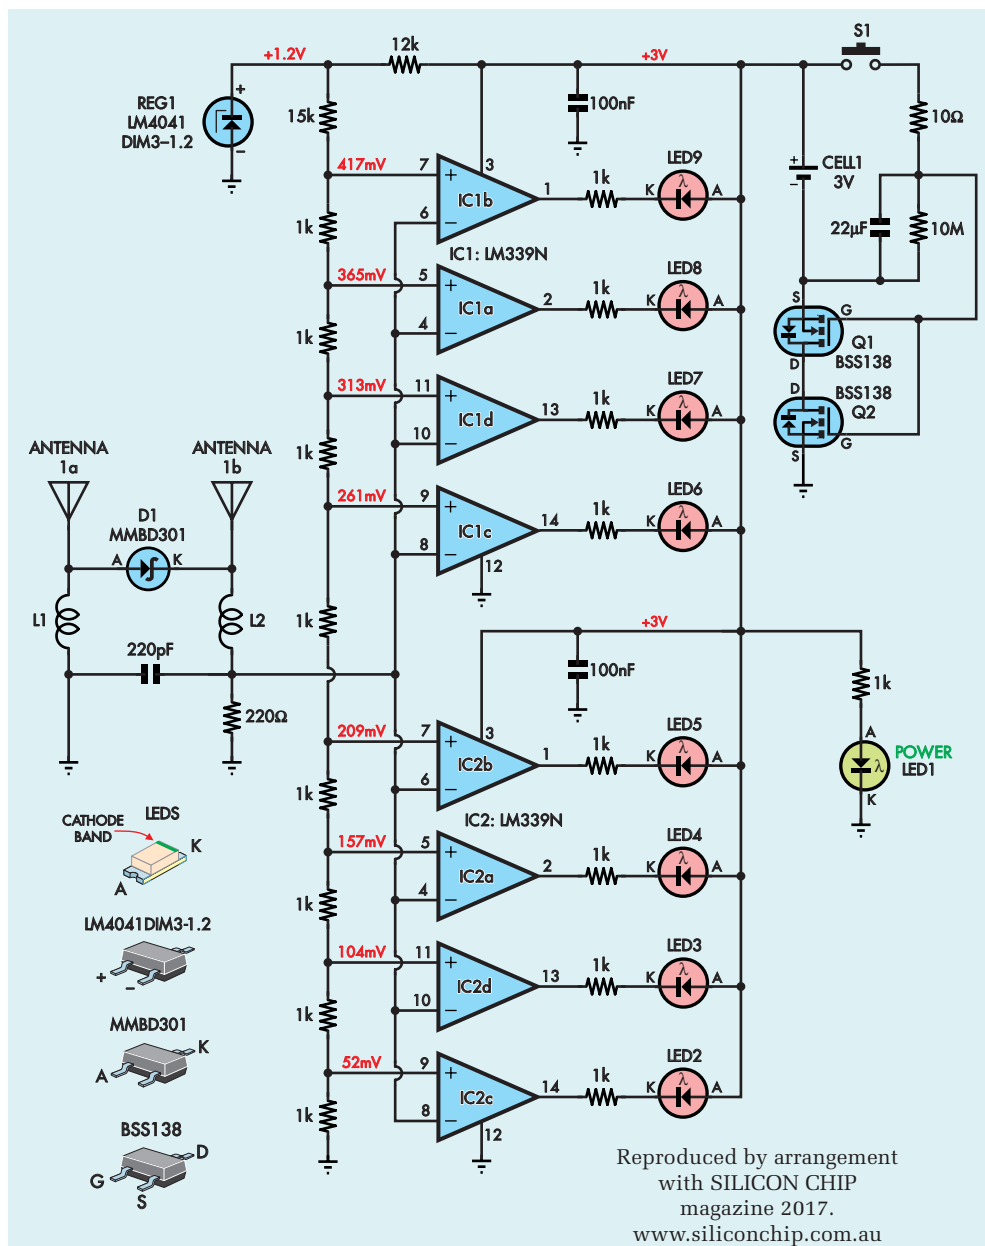 S1
12k
+1.2V
+3V
REG1
LM4041
DIM3–1.2
+
–
15k
100nF
10Ω
417mV
7
+
3
IC1b
6
–
1
1k
LED9
K
λ
A
+
–
CELL1
3V
22µF
10M
1k
IC1: LM339N
365mV
5
+
IC1a
4
–
2
1k
LED8
K
λ
A
S
G
Q1
BSS138
D
1k
313mV
11
+
IC1d
10
–
13
1k
LED7
K
λ
A
D
BSS138
Q2
G
S
ANTENNA
1a
ANTENNA
1b
1k
261mV
9
+
IC1c
8
–
14
12
1k
LED6
K
λ
A
D1
MMBD301
A
K
L1
L2
1k
220pF
220Ω
+3V
100nF
1k
209mV
7
+
3
IC2b
6
–
1
1k
LED5
K
λ
A
A
POWER
LED1
λ
K
1k
IC2: LM339N
157mV
5
+
IC2a
4
–
2
1k
LED4
K
λ
A
LEDS
CATHODE
BAND
K
A
1k
104mV
11
+
IC2d
10
–
13
1k
LED3
K
λ
A
LM4041DIM3-1.2
+
–
1k
52mV
9
+
IC2c
8
–
14
12
1k
LED2
K
λ
A
MMBD301
K
A
1k
BSS138
D
G
S
Reproduced by arrangement
with SILICON CHIP
magazine 2017.
www.siliconchip.com.au